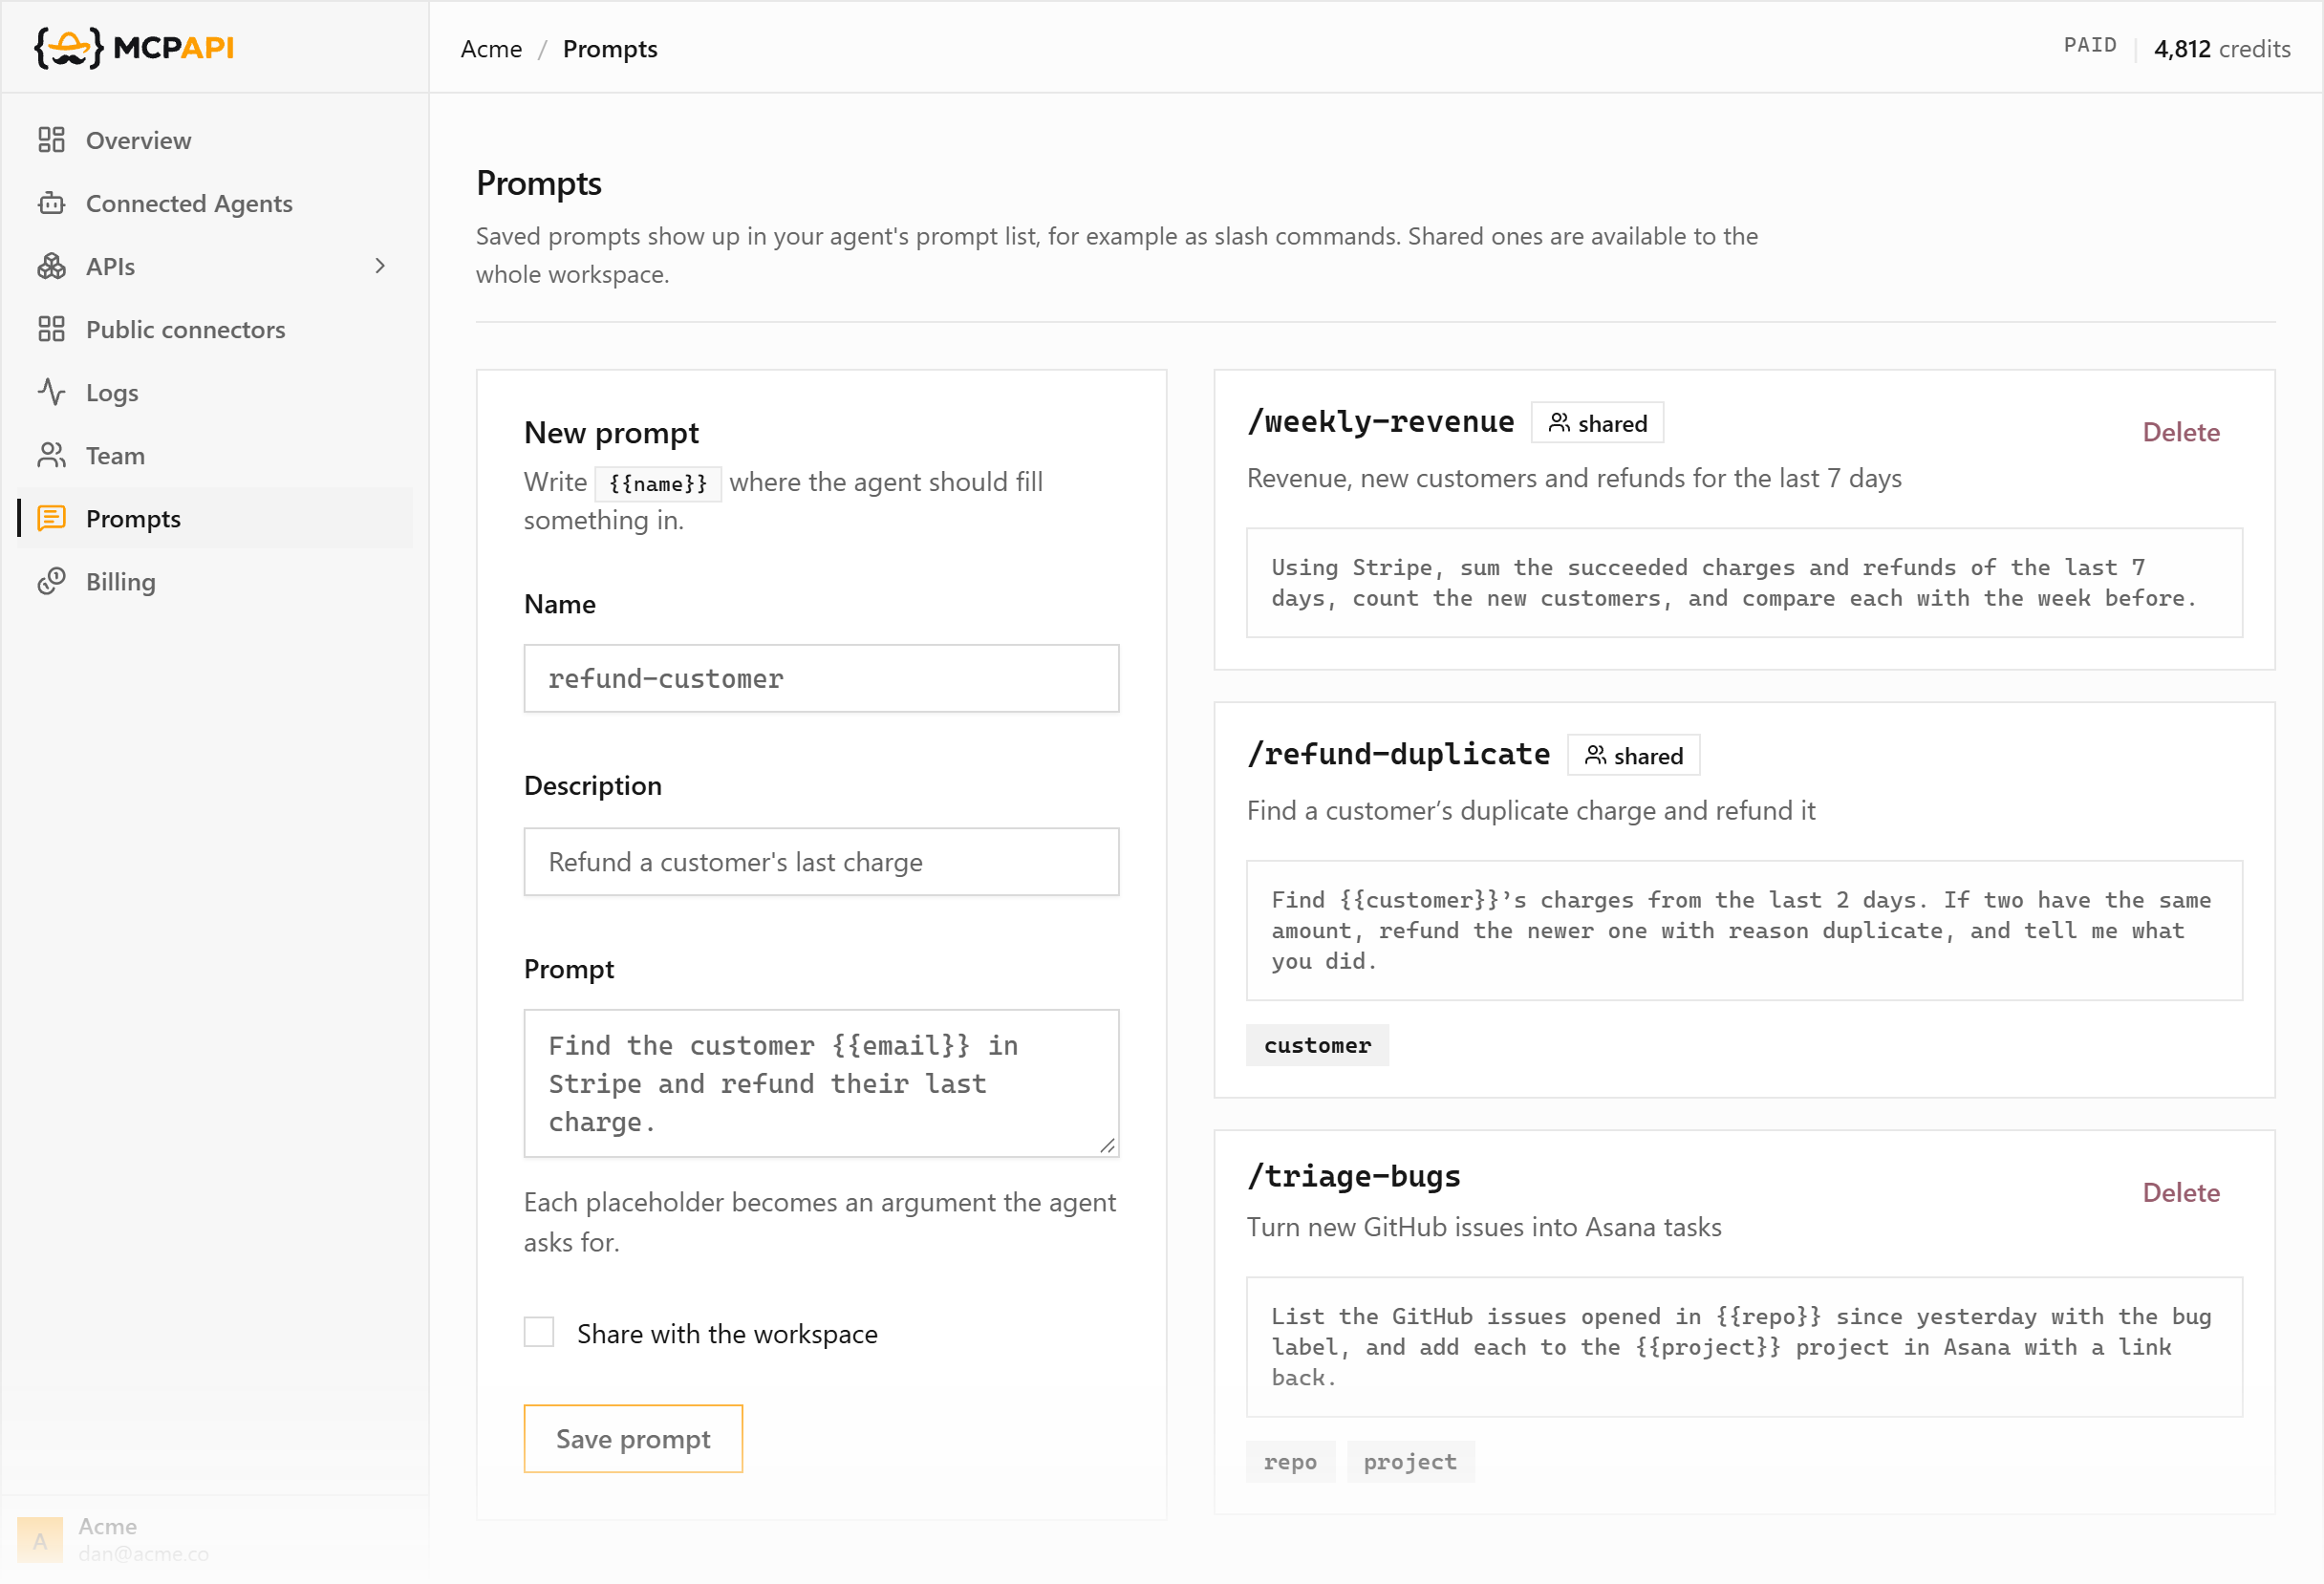 MCPAPI
Acme / Prompts
PAID
4,812 credits
Overview
Connected Agents
APIs
Public connectors
Logs
Team
Prompts
Billing
Acme
A
dan@acme.co
Prompts
Saved prompts show up in your agent's prompt list, for example as slash commands. Shared ones are available to the
whole workspace.
New prompt
Write {{name}} where the agent should fill
something in.
Name
refund-customer
Description
Refund a customer's last charge
Prompt
Find the customer {{email}} in
Stripe and refund their last
charge.
Each placeholder becomes an argument the agent
asks for.
Share with the workspace
Save prompt
/weekly-revenue shared
Delete
Revenue, new customers and refunds for the last 7 days
Using Stripe, sum the succeeded charges and refunds of the last 7
days, count the new customers, and compare each with the week before.
/refund-duplicate shared
Find a customer’s duplicate charge and refund it
Find {{customer}}’s charges from the last 2 days. If two have the same
amount, refund the newer one with reason duplicate, and tell me what
you did.
customer
/triage-bugs
Delete
Turn new GitHub issues into Asana tasks
List the GitHub issues opened in {{repo}} since yesterday with the bug
label, and add each to the {{project}} project in Asana with a link
back.
repo project